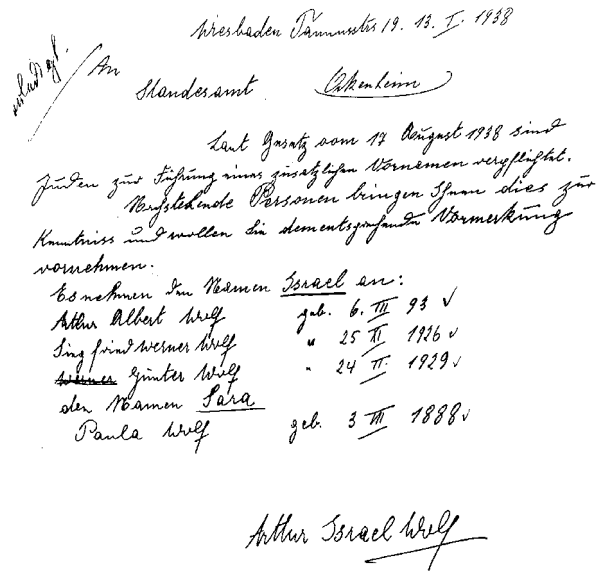 Wiesbaden Taunusstrs 19. 13. I. 1938
An
Standesamt Ockenheim
Laut Gesetz vom 17 August 1938 sind
Juden zur Führung eines zusätzlichen Vornamen verpflichtet.
Nachstehende Personen bringen Ihnen dies zur
Kenntniss und wollen Sie dementsprechende Vormerkung
vornehmen.
Es nehmen den Namen Israel an:
Arthur Albert Wolf geb. 6. III 93 ✓
Siegfried Werner Wolf " 25 XI 1926 ✓
Werner Günter Wolf " 24 II. 1929 ✓
den Namen Sara
Paula Wolf geb. 3 III 1888 ✓
Arthur Israel Wolf